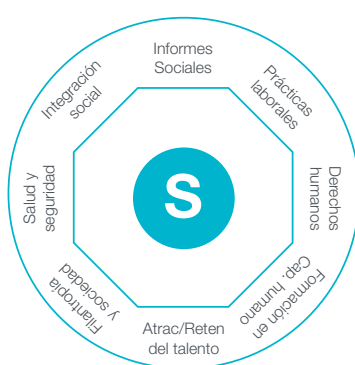 Informes
Sociales
Prácticas
laborales
Derechos
humanos
Formación en
Cap. humano
Atrac/Reten
del talento
Filantropía
y sociedad
Salud y
seguridad
Integración
social
S